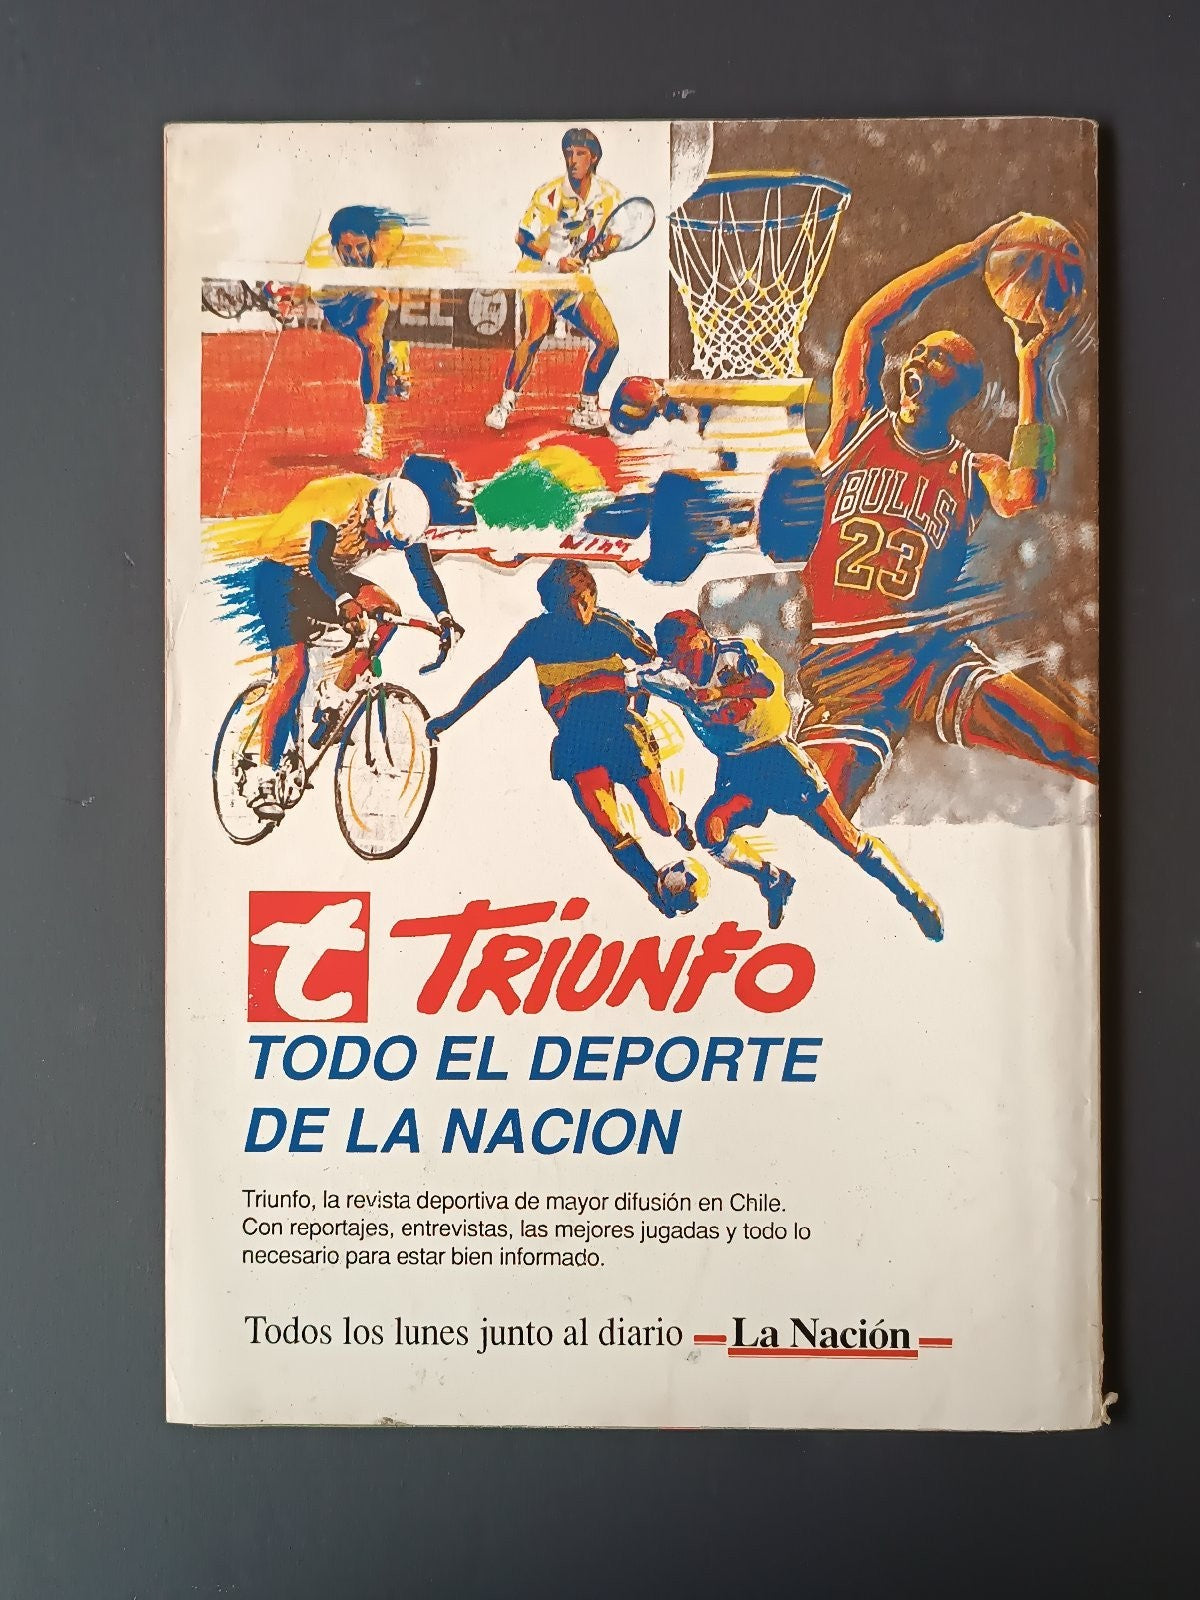 PEL
BULLS
23
t TRIUNFO
TODO EL DEPORTE
DE LA NACION
Triunfo, la revista deportiva de mayor difusión en Chile.
Con reportajes, entrevistas, las mejores jugadas y todo lo
necesario para estar bien informado.
Todos los lunes junto al diario La Nación